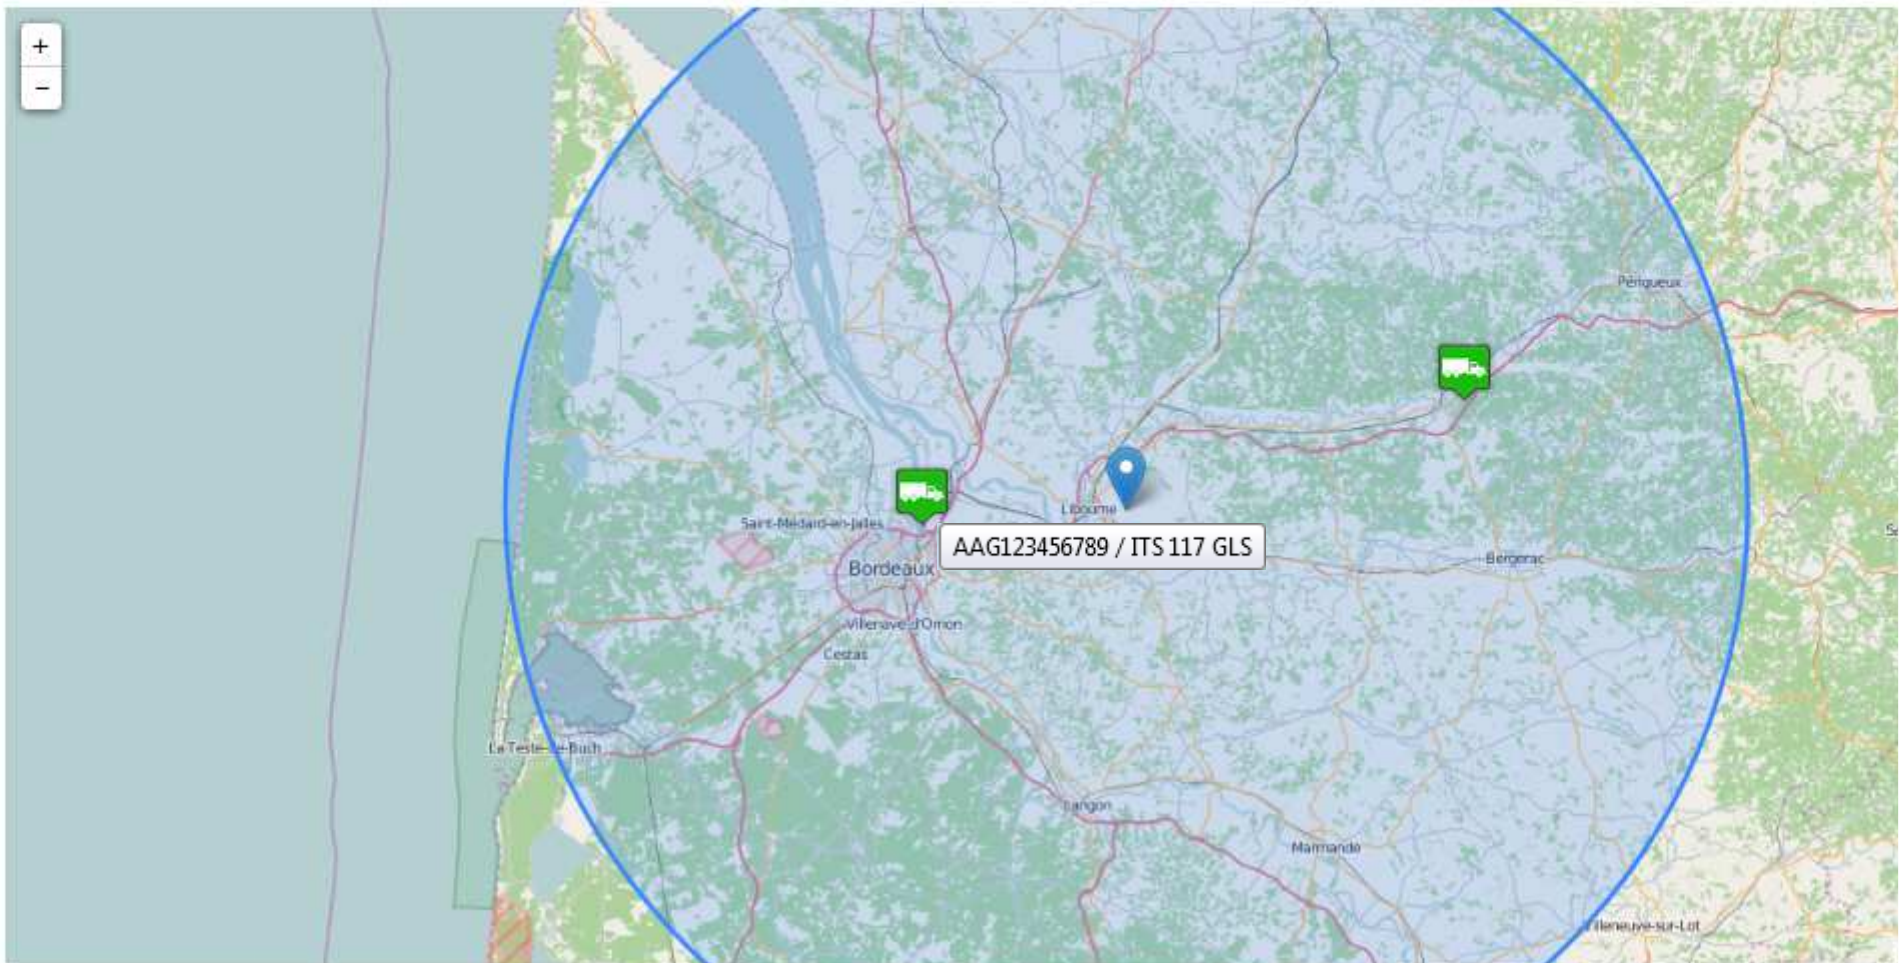 +
−
Périgueux
Libourne
Saint-Médard-en-Jalles
AAG123456789 / ITS 117 GLS
Bordeaux
Bergerac
Villenave-d'Ornon
Cestas
La Teste-de-Buch
Langon
Marmande
Villeneuve-sur-Lot